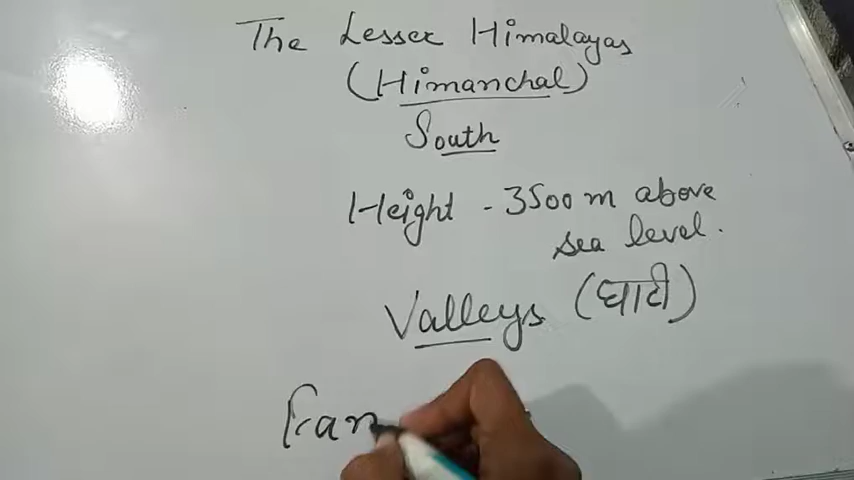 The Lesser Himalayas
(Himanchal)
South
Height - 3500 m above
sea level.
Valleys (घाटी)